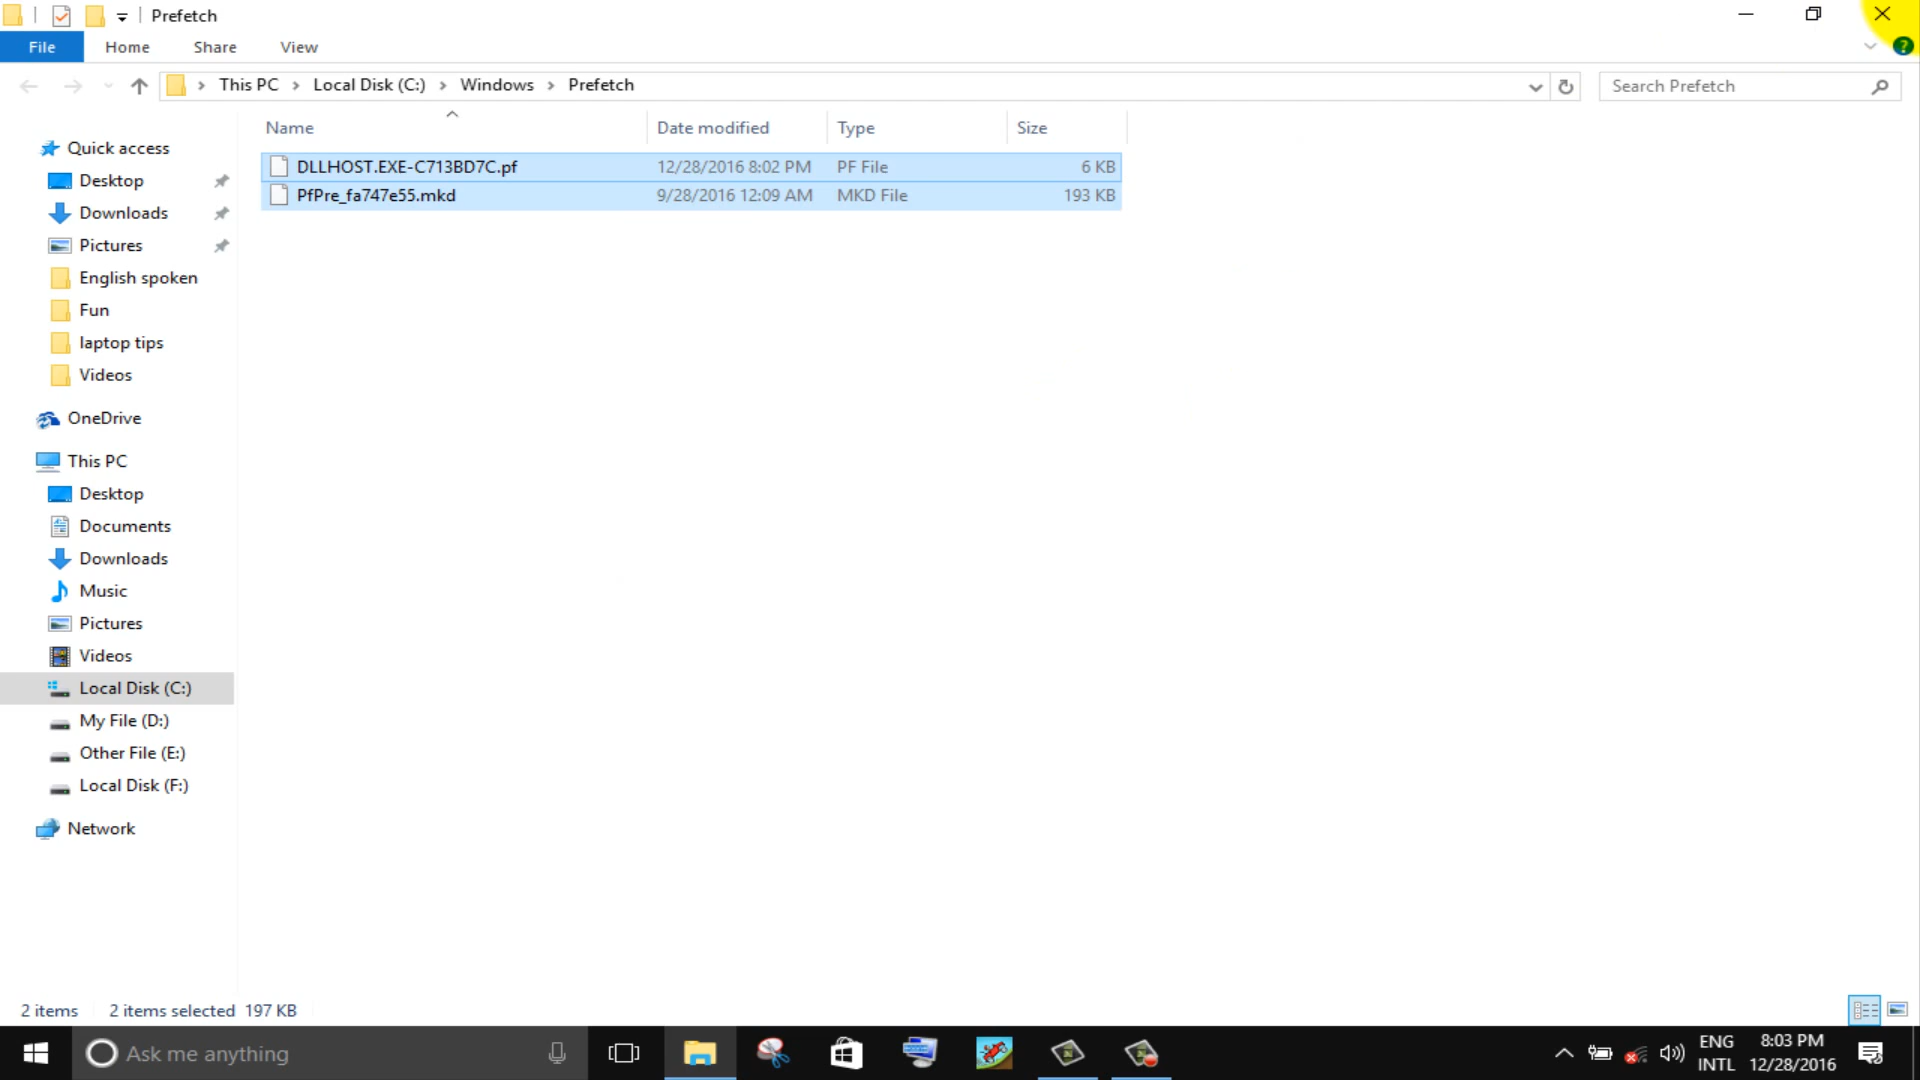 Prefetch
File Home Share View
This PC Local Disk (C:) Windows Prefetch
Search Prefetch
Name Date modified Type Size
DLLHOST.EXE-C713BD7C.pf 12/28/2016 8:02 PM PF File 6 KB
PfPre_fa747e55.mkd 9/28/2016 12:09 AM MKD File 193 KB
Quick access
Desktop
Downloads
Pictures
English spoken
Fun
laptop tips
Videos
OneDrive
This PC
Desktop
Documents
Downloads
Music
Pictures
Videos
Local Disk (C:)
My File (D:)
Other File (E:)
Local Disk (F:)
Network
2 items 2 items selected 197 KB
Ask me anything
ENG 8:03 PM
INTL 12/28/2016